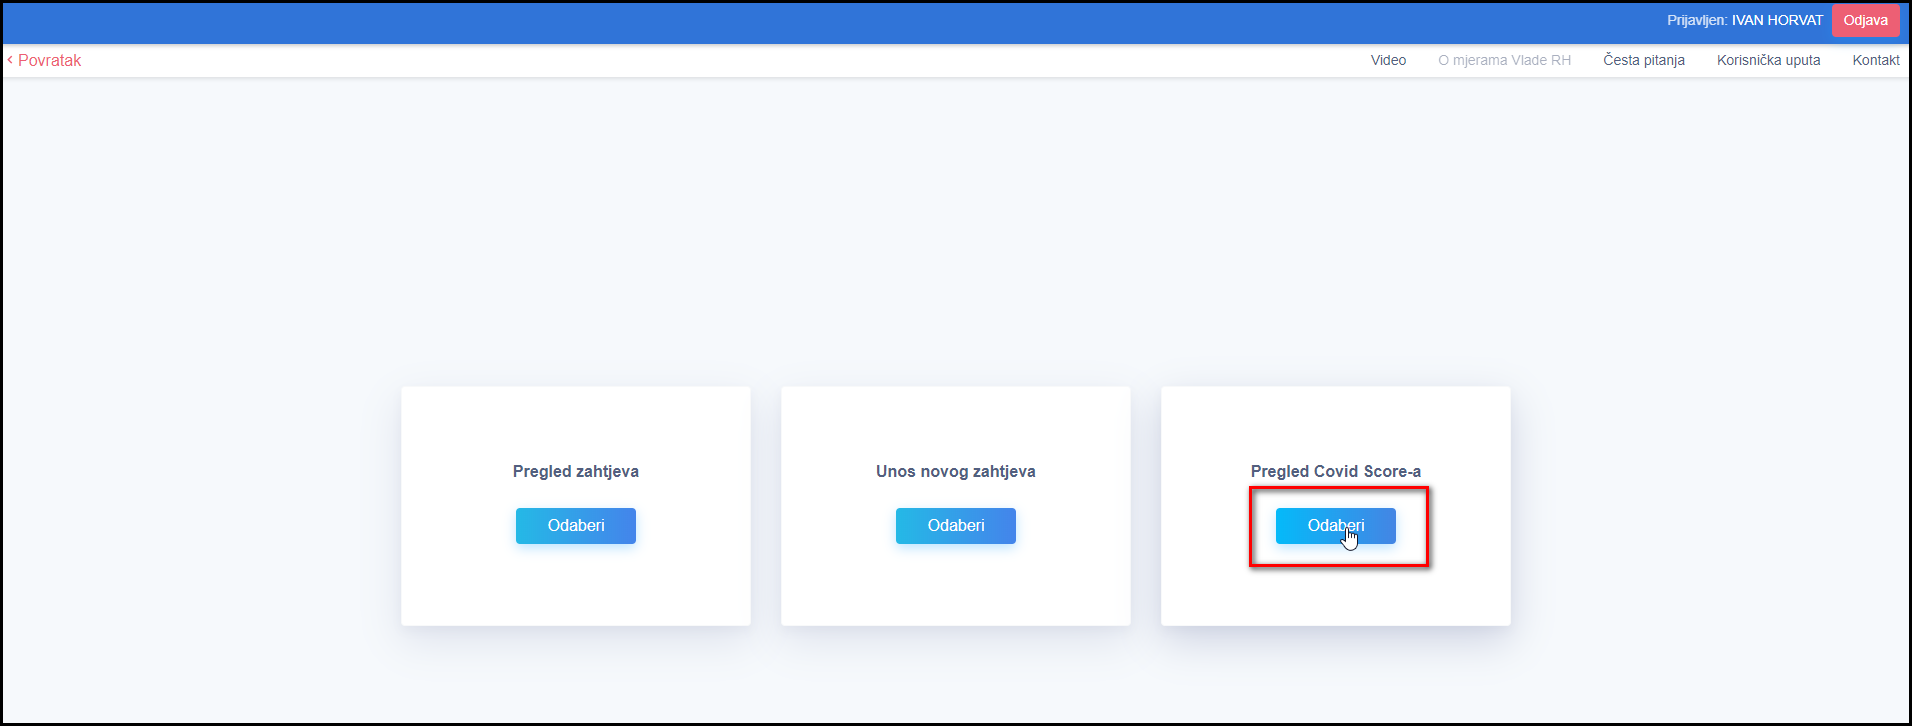 Prijavljen: IVAN HORVAT Odjava
‹ Povratak Video O mjerama Vlade RH Česta pitanja Korisnička uputa Kontakt
Pregled zahtjeva Unos novog zahtjeva Pregled Covid Score-a
Odaberi Odaberi Odaberi